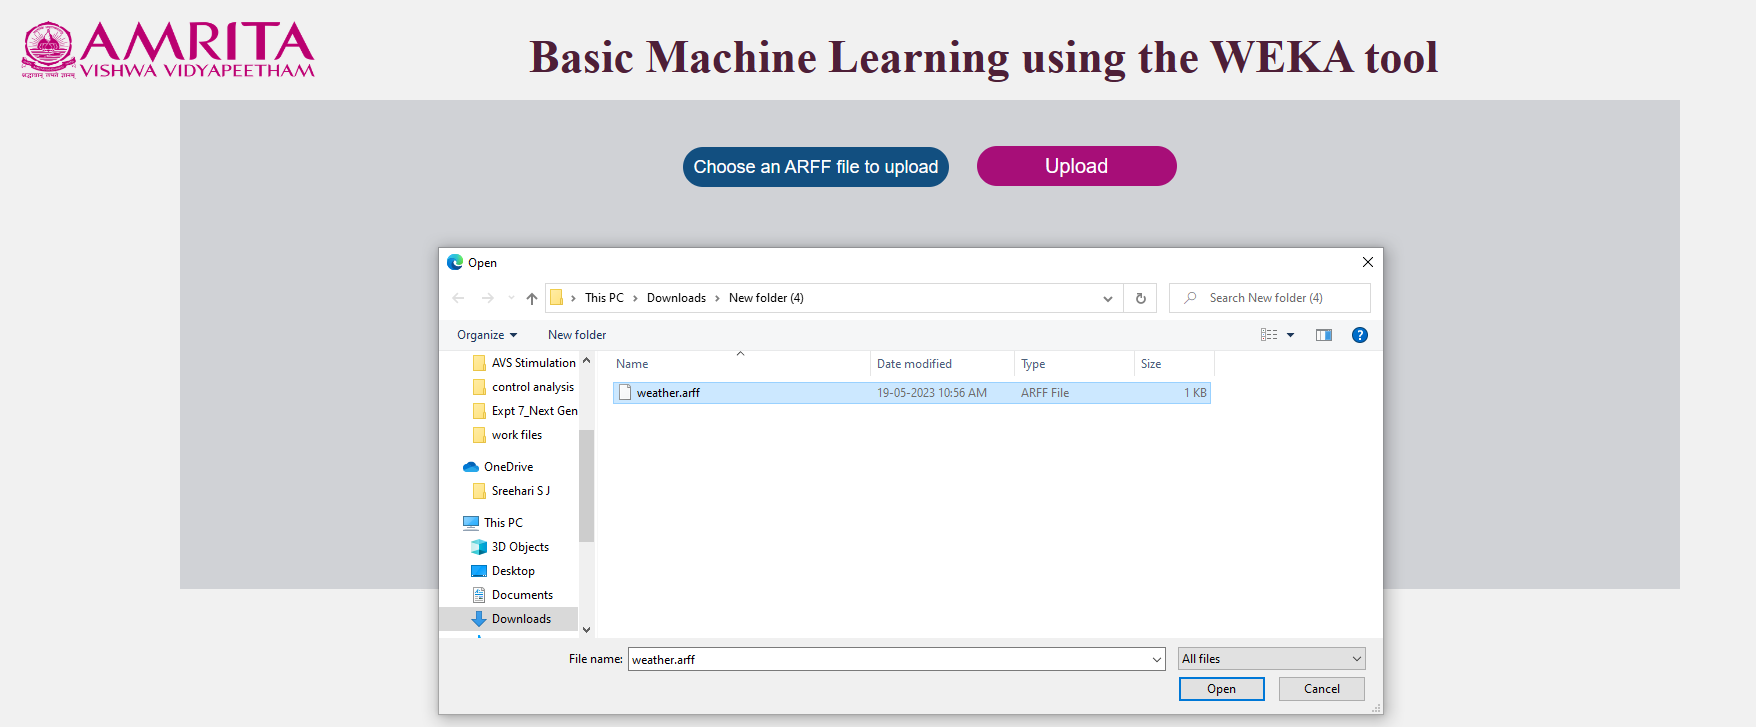 AMRITA
VISHWA VIDYAPEETHAM
Basic Machine Learning using the WEKA tool
Choose an ARFF file to upload
Upload
Open
This PC > Downloads > New folder (4)
Search New folder (4)
Organize
New folder
Name
Date modified
Type
Size
AVS Stimulation
control analysis
Expt 7_Next Gen
work files
OneDrive
Sreehari S J
This PC
3D Objects
Desktop
Documents
Downloads
weather.arff 19-05-2023 10:56 AM ARFF File 1 KB
File name: weather.arff
All files
Open
Cancel